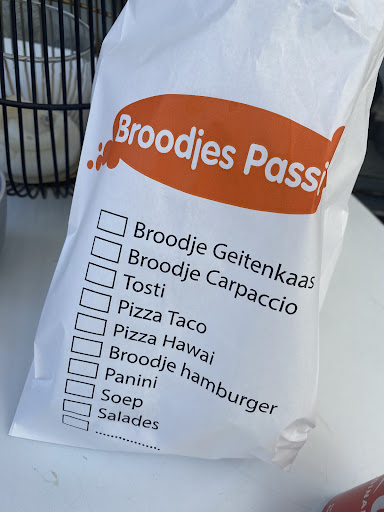 Broodjes Passi
Broodje Geitenkaas
Broodje Carpaccio
Tosti
Pizza Taco
Pizza Hawai
Broodje hamburger
Panini
Soep
Salades
................